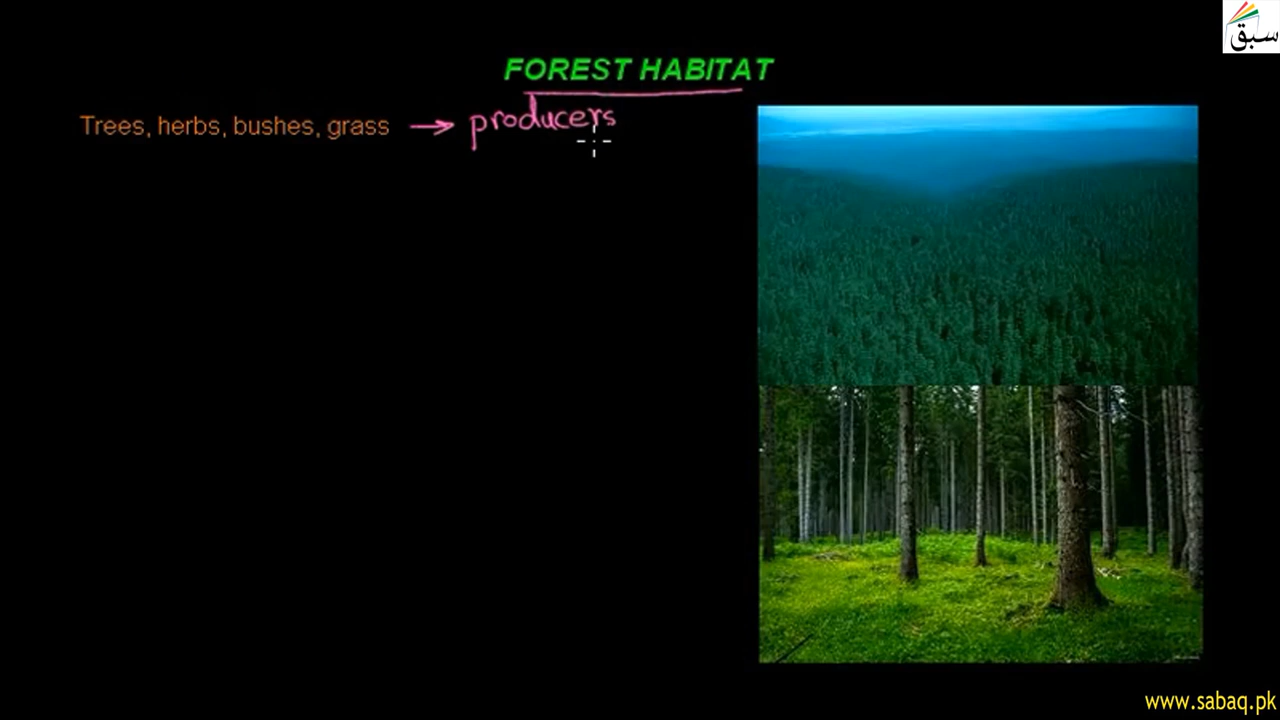 سبق
FOREST HABITAT
Trees, herbs, bushes, grass → producers
www.sabaq.pk